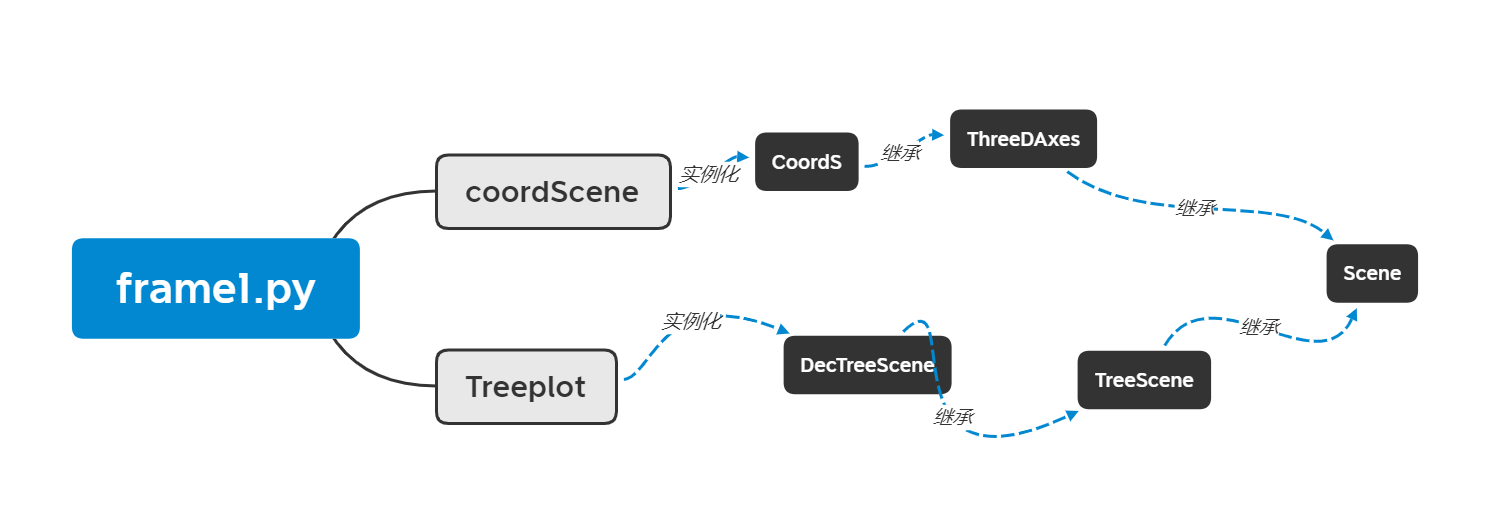 frame1.py
coordScene
实例化
CoordS
继承
ThreeDAxes
继承
Scene
Treeplot
实例化
DecTreeScene
继承
TreeScene
继承